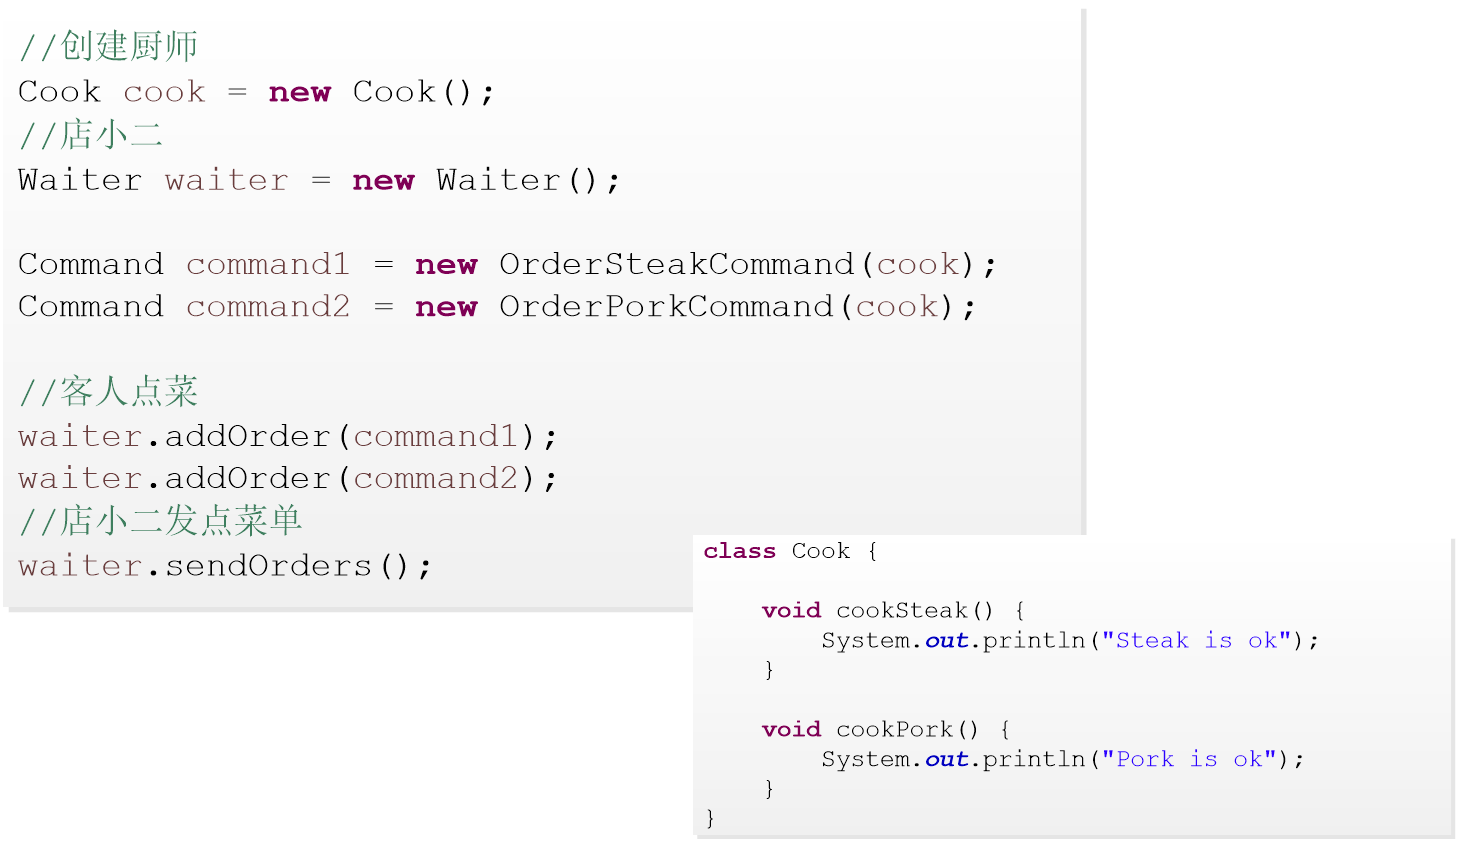 //创建厨师
Cook cook = new Cook();
//店小二
Waiter waiter = new Waiter();
Command command1 = new OrderSteakCommand(cook);
Command command2 = new OrderPorkCommand(cook);
//客人点菜
waiter.addOrder(command1);
waiter.addOrder(command2);
//店小二发点菜单
waiter.sendOrders();
class Cook {
void cookSteak() {
System.out.println("Steak is ok");
}
void cookPork() {
System.out.println("Pork is ok");
}
}